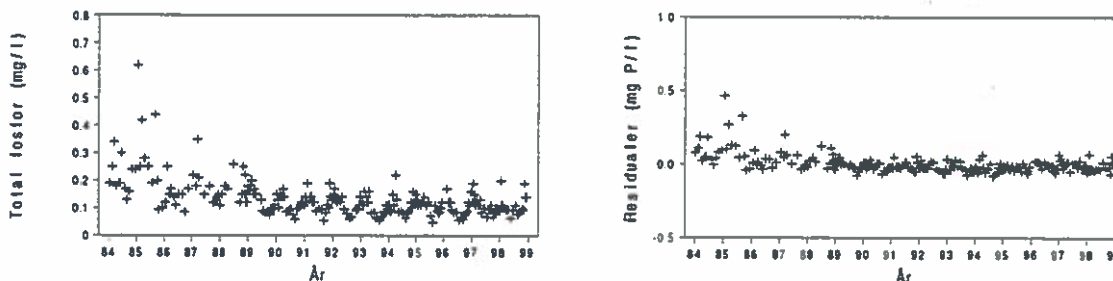 Total fosfor (mg/l)
0.8
0.7
0.6
0.5
0.4
0.3
0.2
0.1
0
84 85 86 87 88 89 90 91 92 93 94 95 96 97 98 99
År
Residualer (mg P/l)
1.0
0.5
0.0
-0.5
84 85 86 87 88 89 90 91 92 93 94 95 96 97 98 9
År